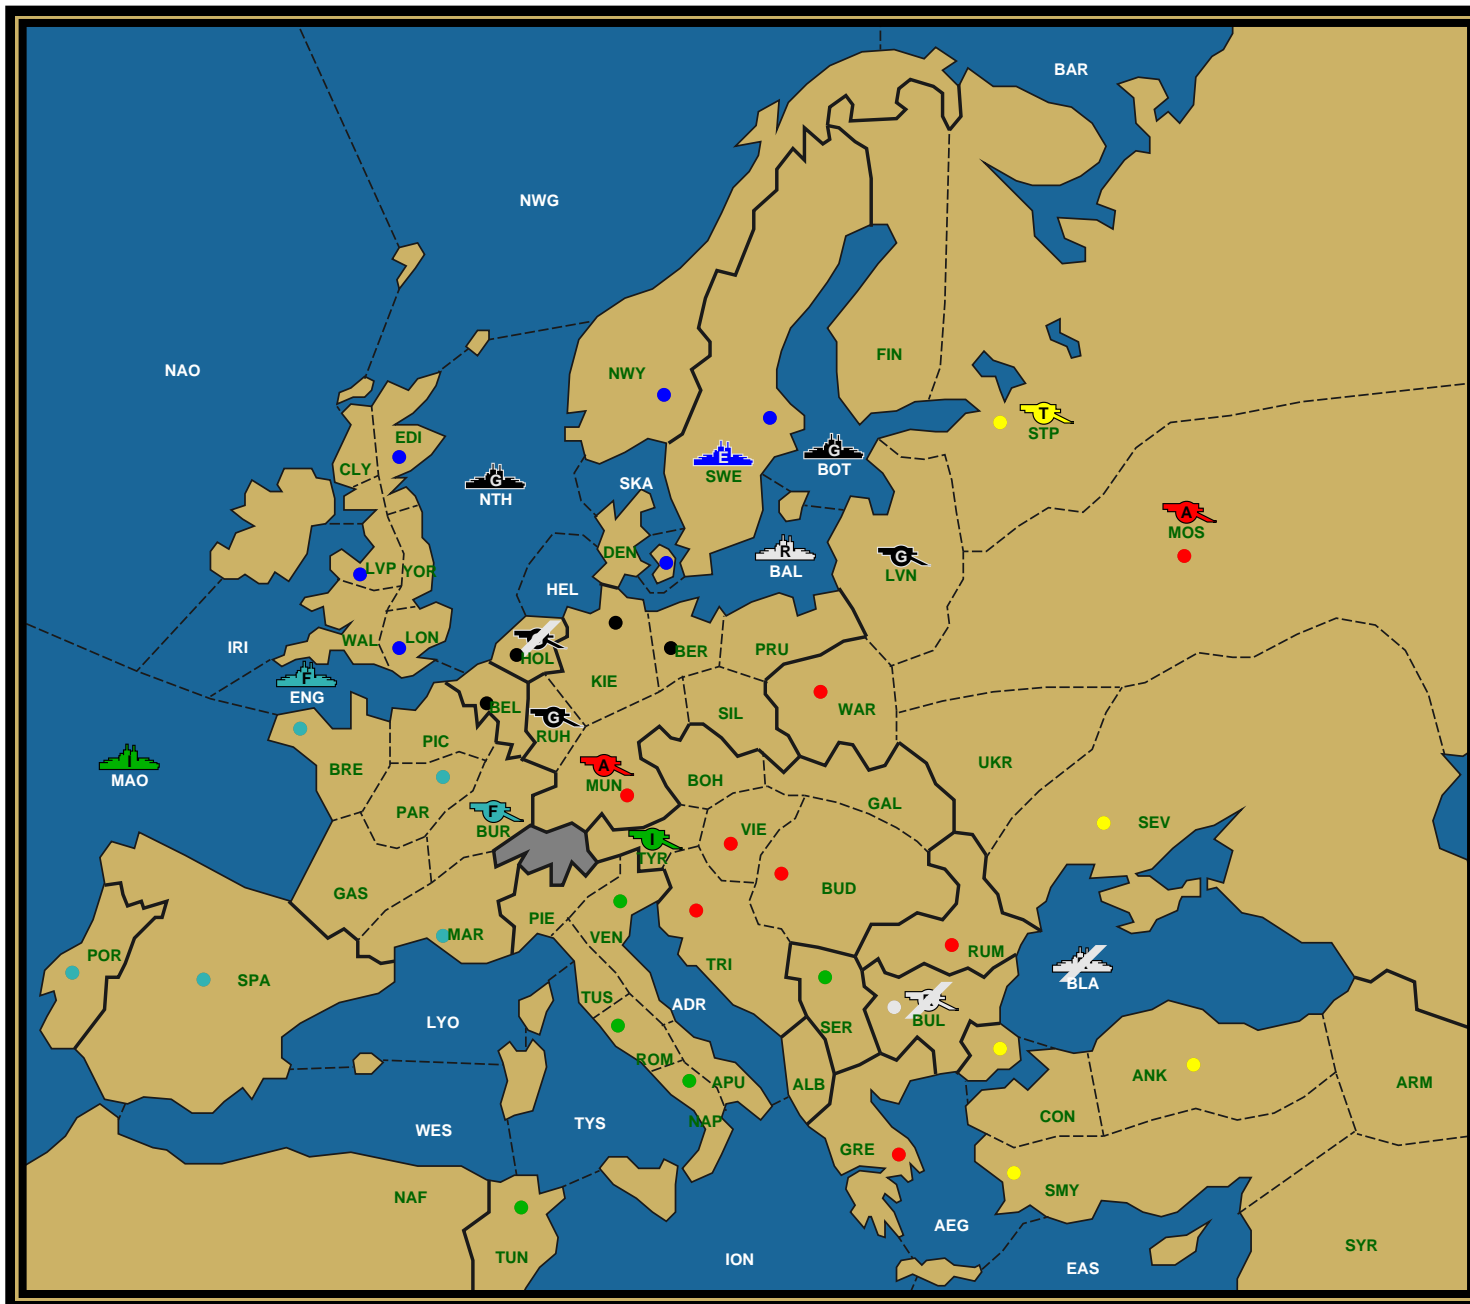 BAR
NWG
NAO
FIN
NWY
T
STP
EDI
CLY
E
SWE
G
BOT
G
NTH
SKA
A
MOS
DEN
R
BAL
G
LVN
LVP
YOR
HEL
IRI
WAL
LON
HOL
BER
PRU
F
ENG
KIE
BEL
G
RUH
SIL
WAR
PIC
I
MAO
BRE
A
MUN
BOH
UKR
PAR
F
BUR
GAL
SEV
VIE
I
TYR
BUD
GAS
PIE
VEN
MAR
POR
SPA
TRI
RUM
BLA
TUS
ADR
LYO
SER
BUL
ROM
APU
ALB
ANK
ARM
CON
NAP
WES
TYS
GRE
SMY
NAF
AEG
TUN
ION
EAS
SYR